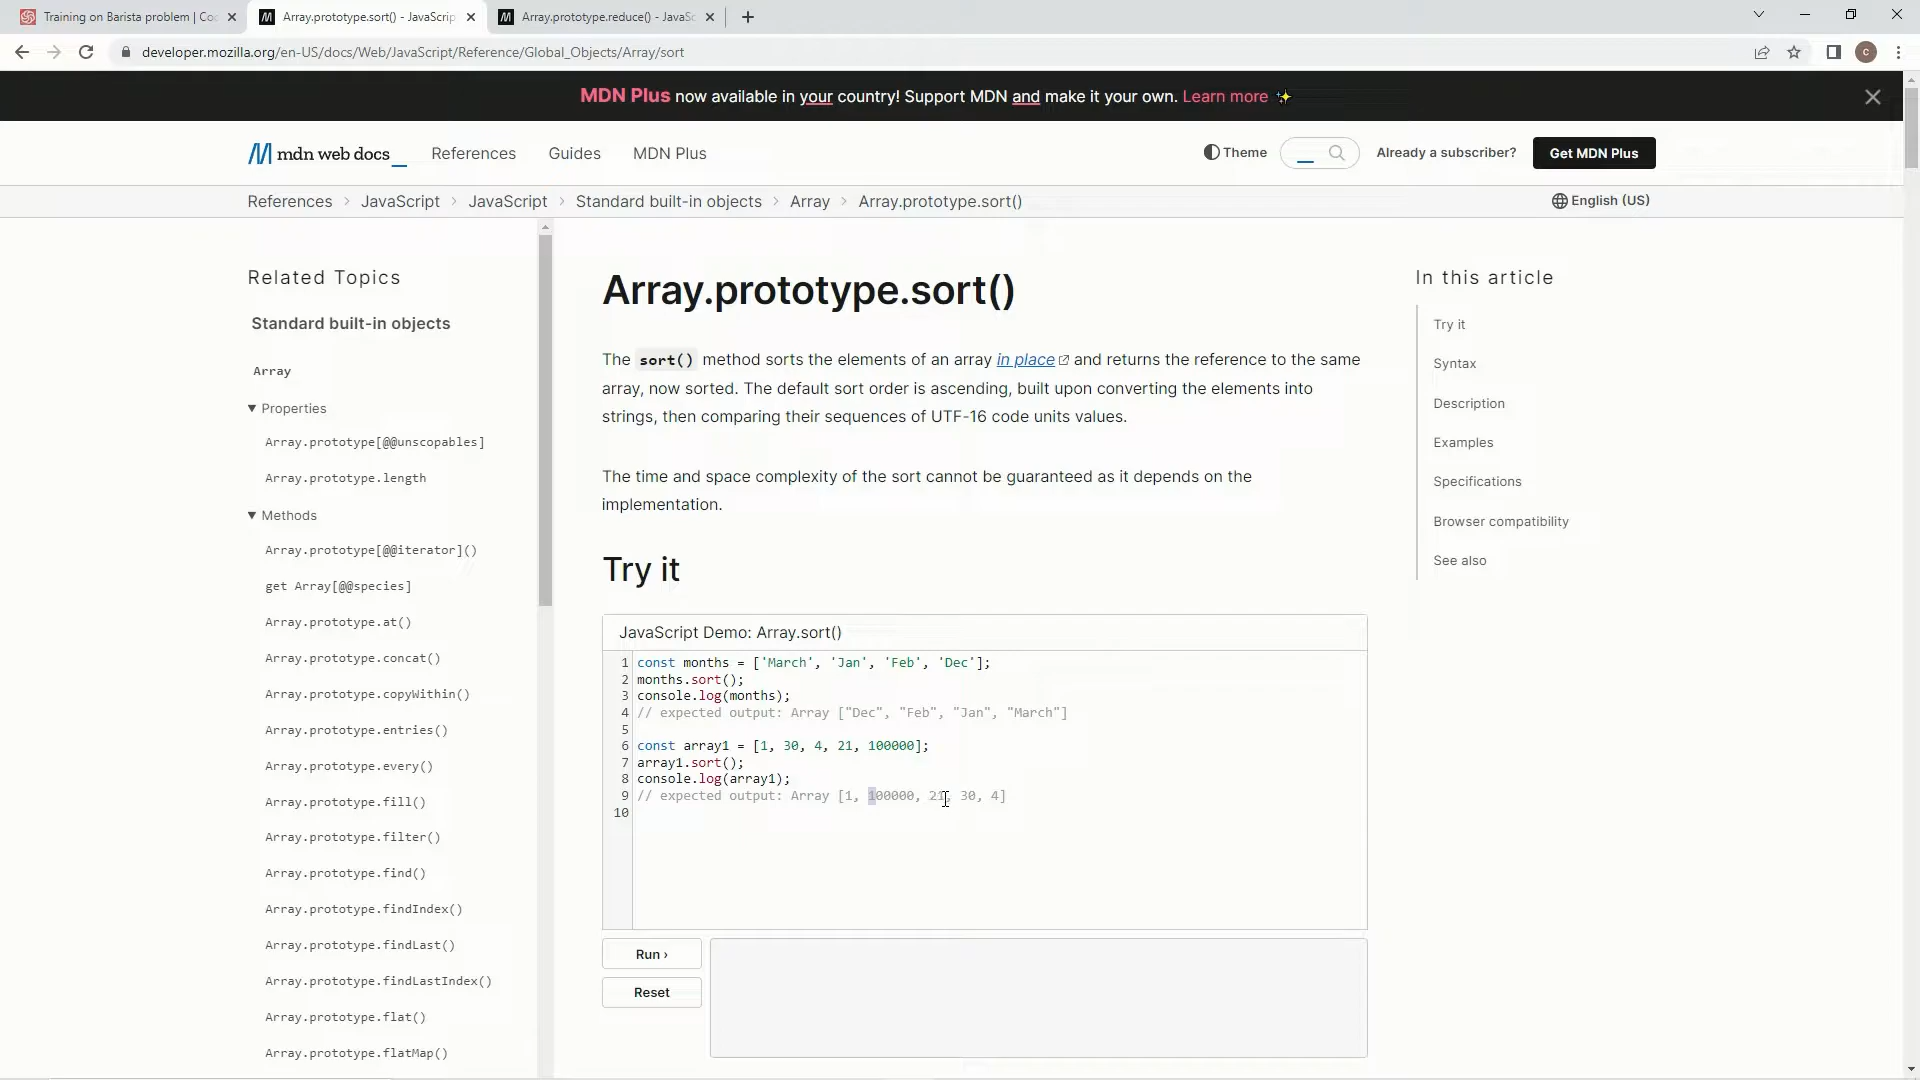 Training on Barista problem | Co
Array.prototype.sort() - JavaScrip
Array.prototype.reduce() - JavaSc
developer.mozilla.org/en-US/docs/Web/JavaScript/Reference/Global_Objects/Array/sort
C
MDN Plus now available in your country! Support MDN and make it your own. Learn more ✨
mdn web docs_
References
Guides
MDN Plus
Theme
Already a subscriber?
Get MDN Plus
References > JavaScript > JavaScript > Standard built-in objects > Array > Array.prototype.sort()
English (US)
Related Topics
Standard built-in objects
Array
▼ Properties
Array.prototype[@@unscopables]
Array.prototype.length
▼ Methods
Array.prototype[@@iterator]()
get Array[@@species]
Array.prototype.at()
Array.prototype.concat()
Array.prototype.copyWithin()
Array.prototype.entries()
Array.prototype.every()
Array.prototype.fill()
Array.prototype.filter()
Array.prototype.find()
Array.prototype.findIndex()
Array.prototype.findLast()
Array.prototype.findLastIndex()
Array.prototype.flat()
Array.prototype.flatMap()
Array.prototype.sort()
The sort() method sorts the elements of an array in place and returns the reference to the same
array, now sorted. The default sort order is ascending, built upon converting the elements into
strings, then comparing their sequences of UTF-16 code units values.
The time and space complexity of the sort cannot be guaranteed as it depends on the
implementation.
Try it
JavaScript Demo: Array.sort()
1 const months = ['March', 'Jan', 'Feb', 'Dec'];
2 months.sort();
3 console.log(months);
4 // expected output: Array ["Dec", "Feb", "Jan", "March"]
5
6 const array1 = [1, 30, 4, 21, 100000];
7 array1.sort();
8 console.log(array1);
9 // expected output: Array [1, 100000, 21, 30, 4]
10
Run ›
Reset
In this article
Try it
Syntax
Description
Examples
Specifications
Browser compatibility
See also